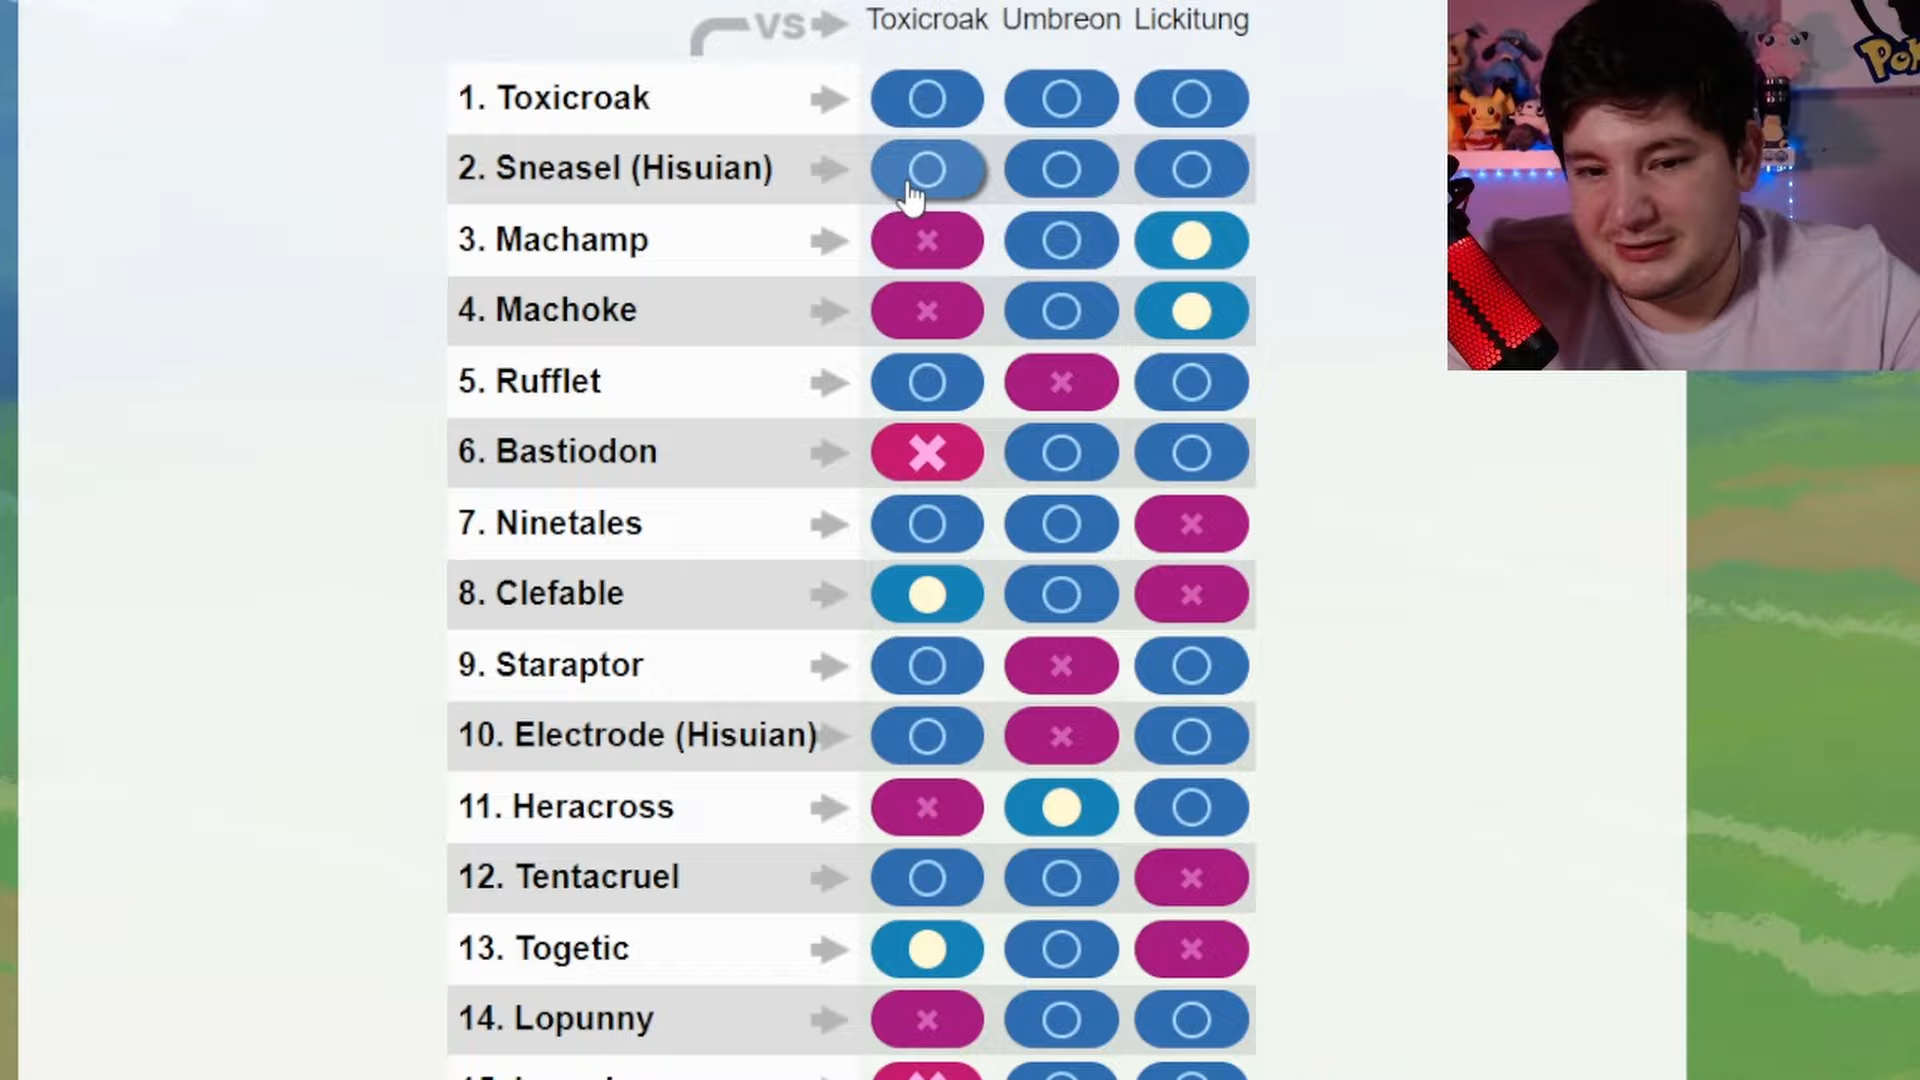 VS Toxicroak Umbreon Lickitung
1. Toxicroak
2. Sneasel (Hisuian)
3. Machamp
4. Machoke
5. Rufflet
6. Bastiodon
7. Ninetales
8. Clefable
9. Staraptor
10. Electrode (Hisuian)
11. Heracross
12. Tentacruel
13. Togetic
14. Lopunny